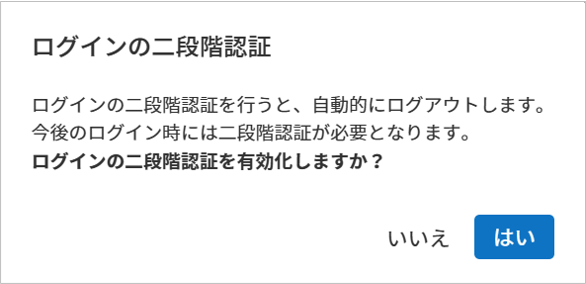 ログインの二段階認証
ログインの二段階認証を行うと、自動的にログアウトします。
今後のログイン時には二段階認証が必要となります。
ログインの二段階認証を有効化しますか？
いいえ
はい